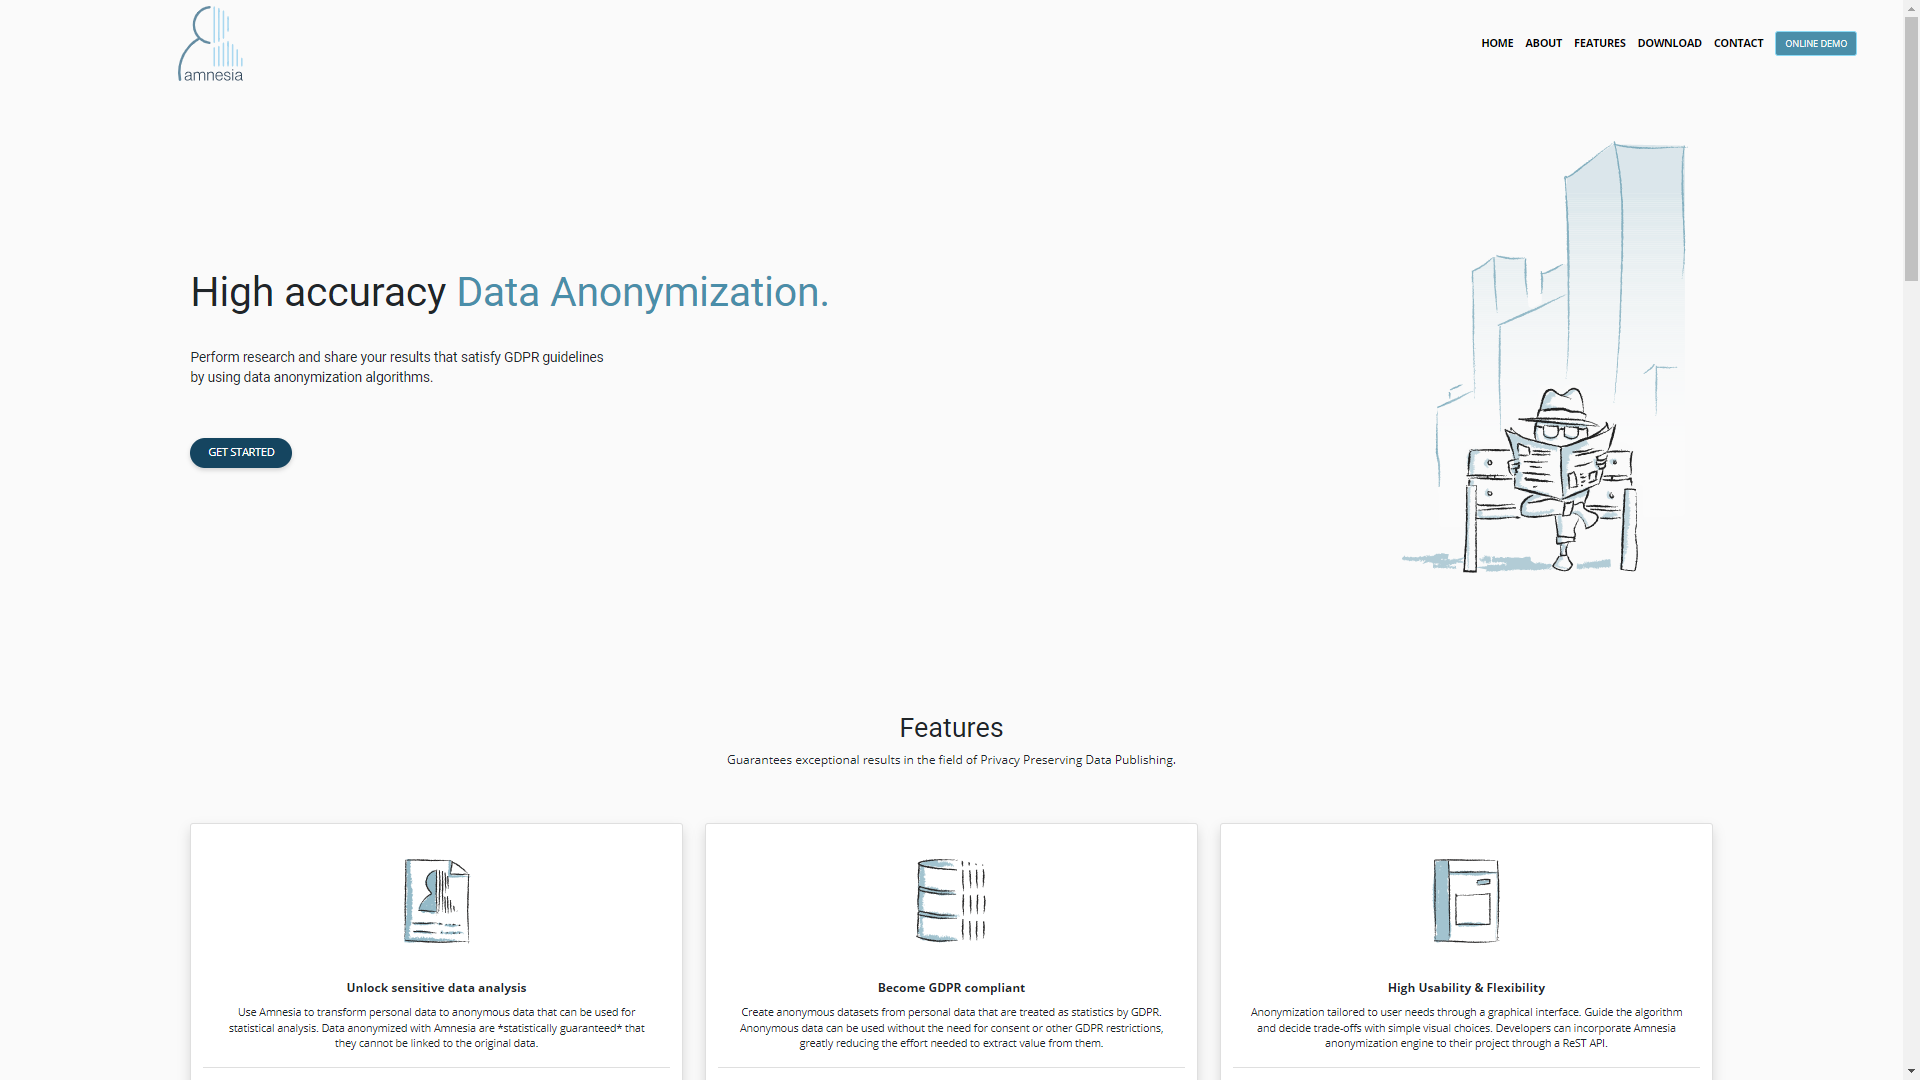 amnesia
HOME ABOUT FEATURES DOWNLOAD CONTACT ONLINE DEMO
High accuracy Data Anonymization.
Perform research and share your results that satisfy GDPR guidelines
by using data anonymization algorithms.
GET STARTED
Features
Guarantees exceptional results in the field of Privacy Preserving Data Publishing.
Unlock sensitive data analysis
Use Amnesia to transform personal data to anonymous data that can be used for
statistical analysis. Data anonymized with Amnesia are *statistically guaranteed* that
they cannot be linked to the original data.
Become GDPR compliant
Create anonymous datasets from personal data that are treated as statistics by GDPR.
Anonymous data can be used without the need for consent or other GDPR restrictions,
greatly reducing the effort needed to extract value from them.
High Usability & Flexibility
Anonymization tailored to user needs through a graphical interface. Guide the algorithm
and decide trade-offs with simple visual choices. Developers can incorporate Amnesia
anonymization engine to their project through a ReST API.